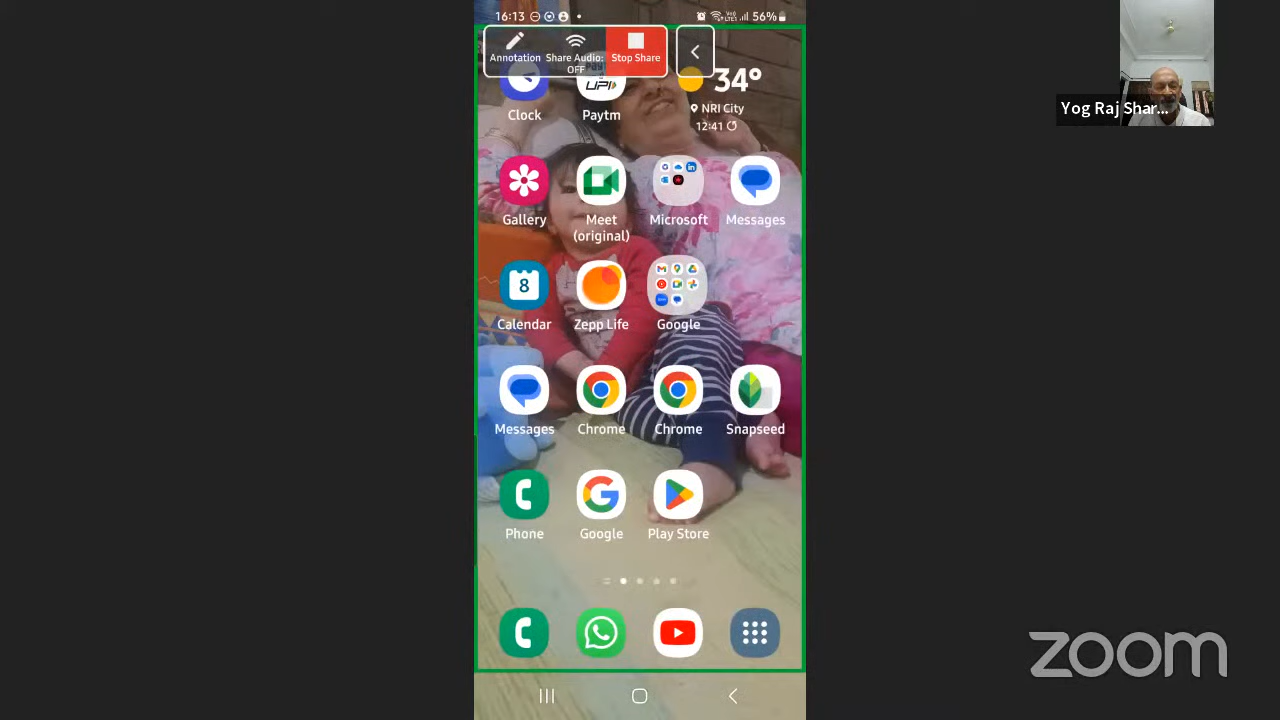 16:13
56%
Annotation
Share Audio: OFF
Stop Share
34°
NRI City
12:41
Clock
Paytm
UPI
Gallery
Meet (original)
Microsoft
Messages
8
Calendar
Zepp Life
Google
Messages
Chrome
Chrome
Snapseed
Phone
Google
Play Store
Yog Raj Shar...
zoom